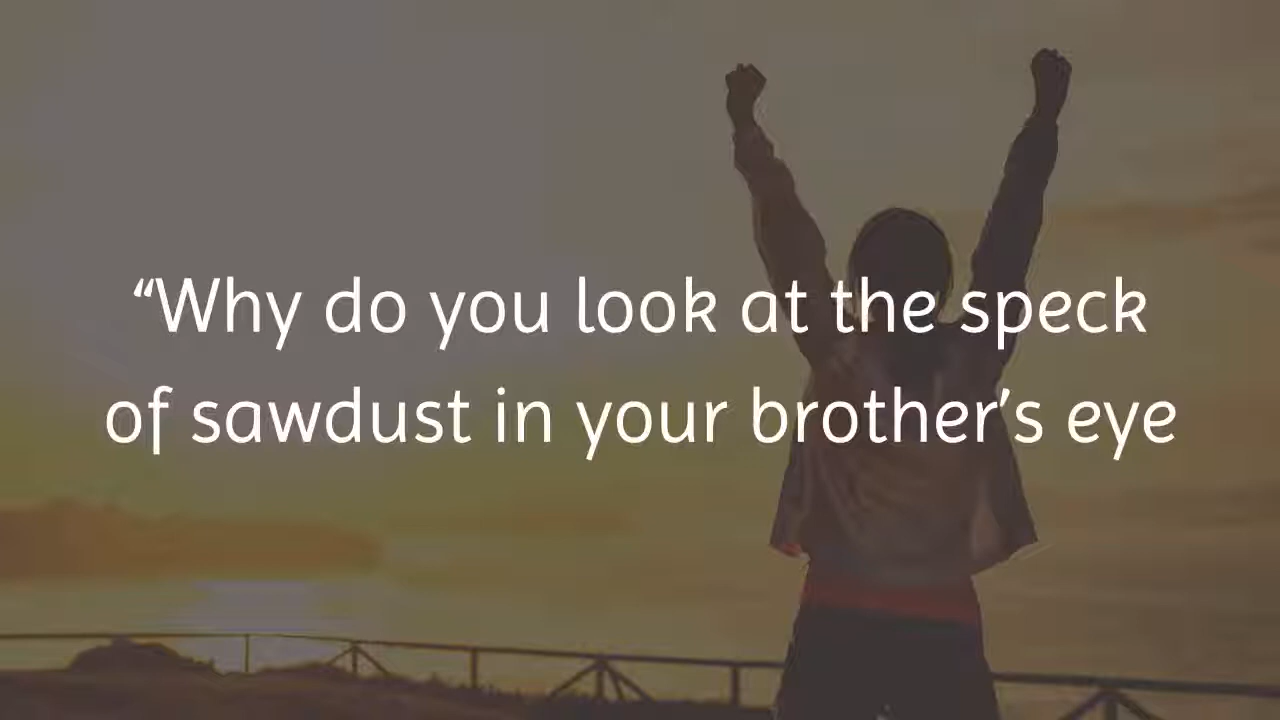 “Why do you look at the speck
of sawdust in your brother’s eye